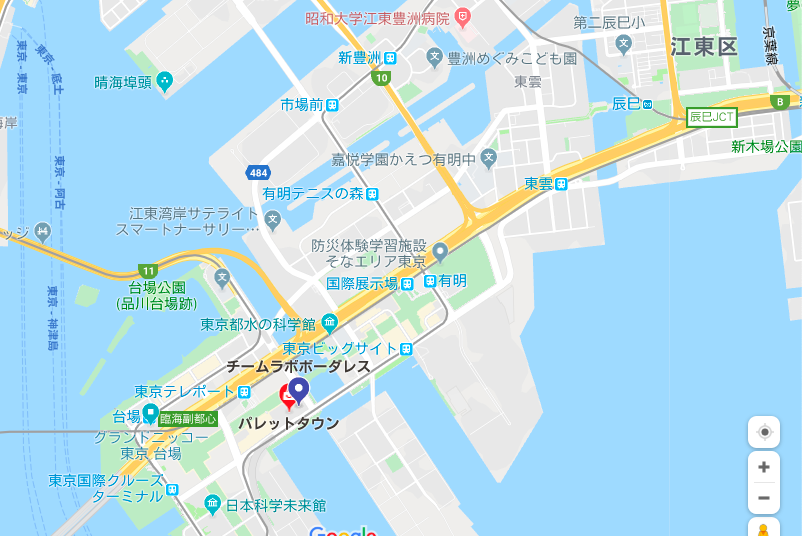 昭和大学江東豊洲病院
第二辰巳小
江東区
京葉線
東京 - 竜土
東京 - 東京
新豊洲
豊洲めぐみこども園
晴海埠頭
10
東雲
市場前
辰巳
辰巳JCT
B
海岸
新木場公園
嘉悦学園かえつ有明中
484
東雲
有明テニスの森
東京 - 阿古
江東湾岸サテライト
スマートナーサリー…
ッジ
防災体験学習施設
そなエリア東京
11
国際展示場
有明
台場公園
(品川台場跡)
東京 - 神津島
東京都水の科学館
東京ビッグサイト
チームラボボーダレス
東京テレポート
台場
臨海副都心
パレットタウン
グランドニッコー
東京 台場
東京国際クルーズ
ターミナル
日本科学未来館
Google